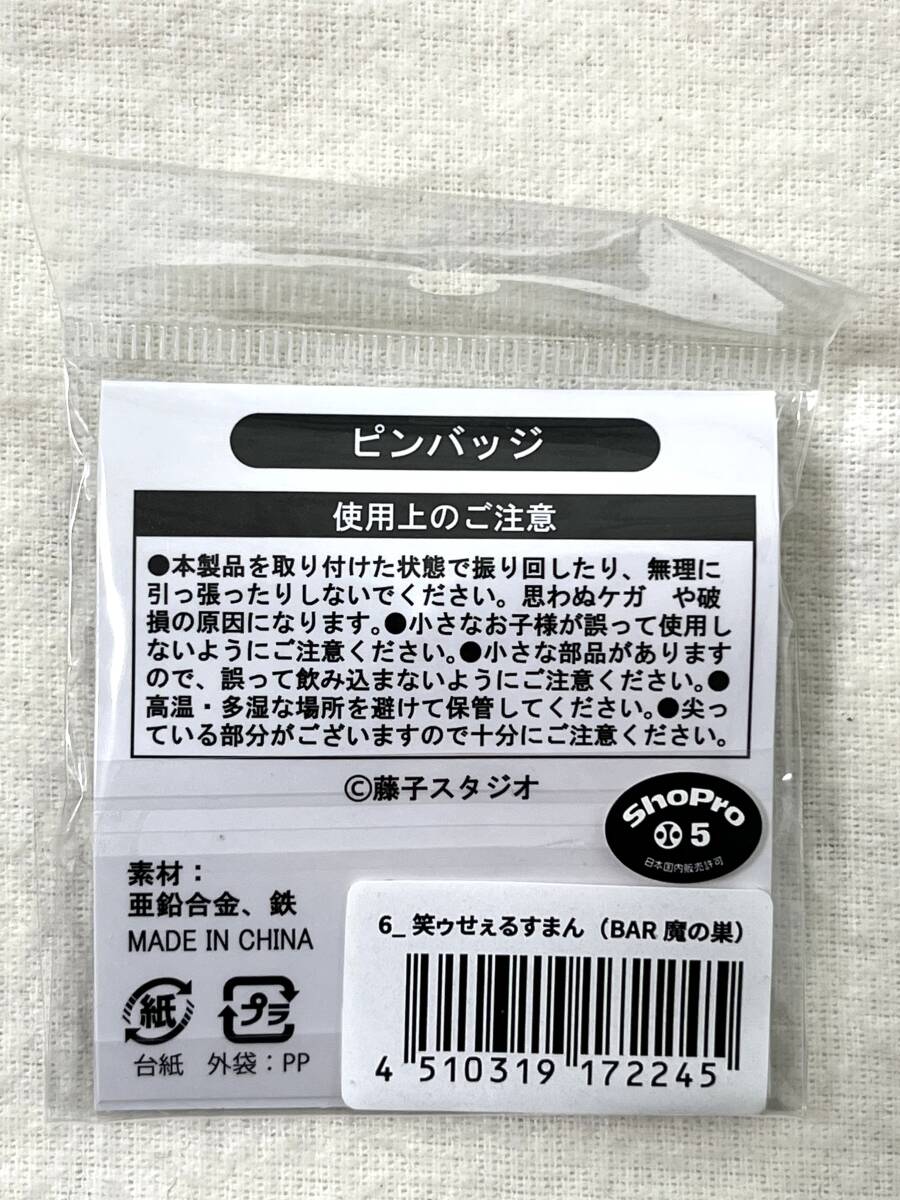 ピンバッジ
使用上のご注意
●本製品を取り付けた状態で振り回したり、無理に
引っ張ったりしないでください。思わぬケガ　や破
損の原因になります。●小さなお子様が誤って使用し
ないようにご注意ください。●小さな部品があります
ので、誤って飲み込まないようにご注意ください。●
高温・多湿な場所を避けて保管してください。●尖っ
ている部分がございますので十分にご注意ください。
©藤子スタジオ
ShoPro
5
日本国内販売許可
素材：
亜鉛合金、鉄
MADE IN CHINA
紙
プラ
台紙 外袋：PP
6_ 笑ゥせぇるすまん（BAR 魔の巣）
4 510319 172245